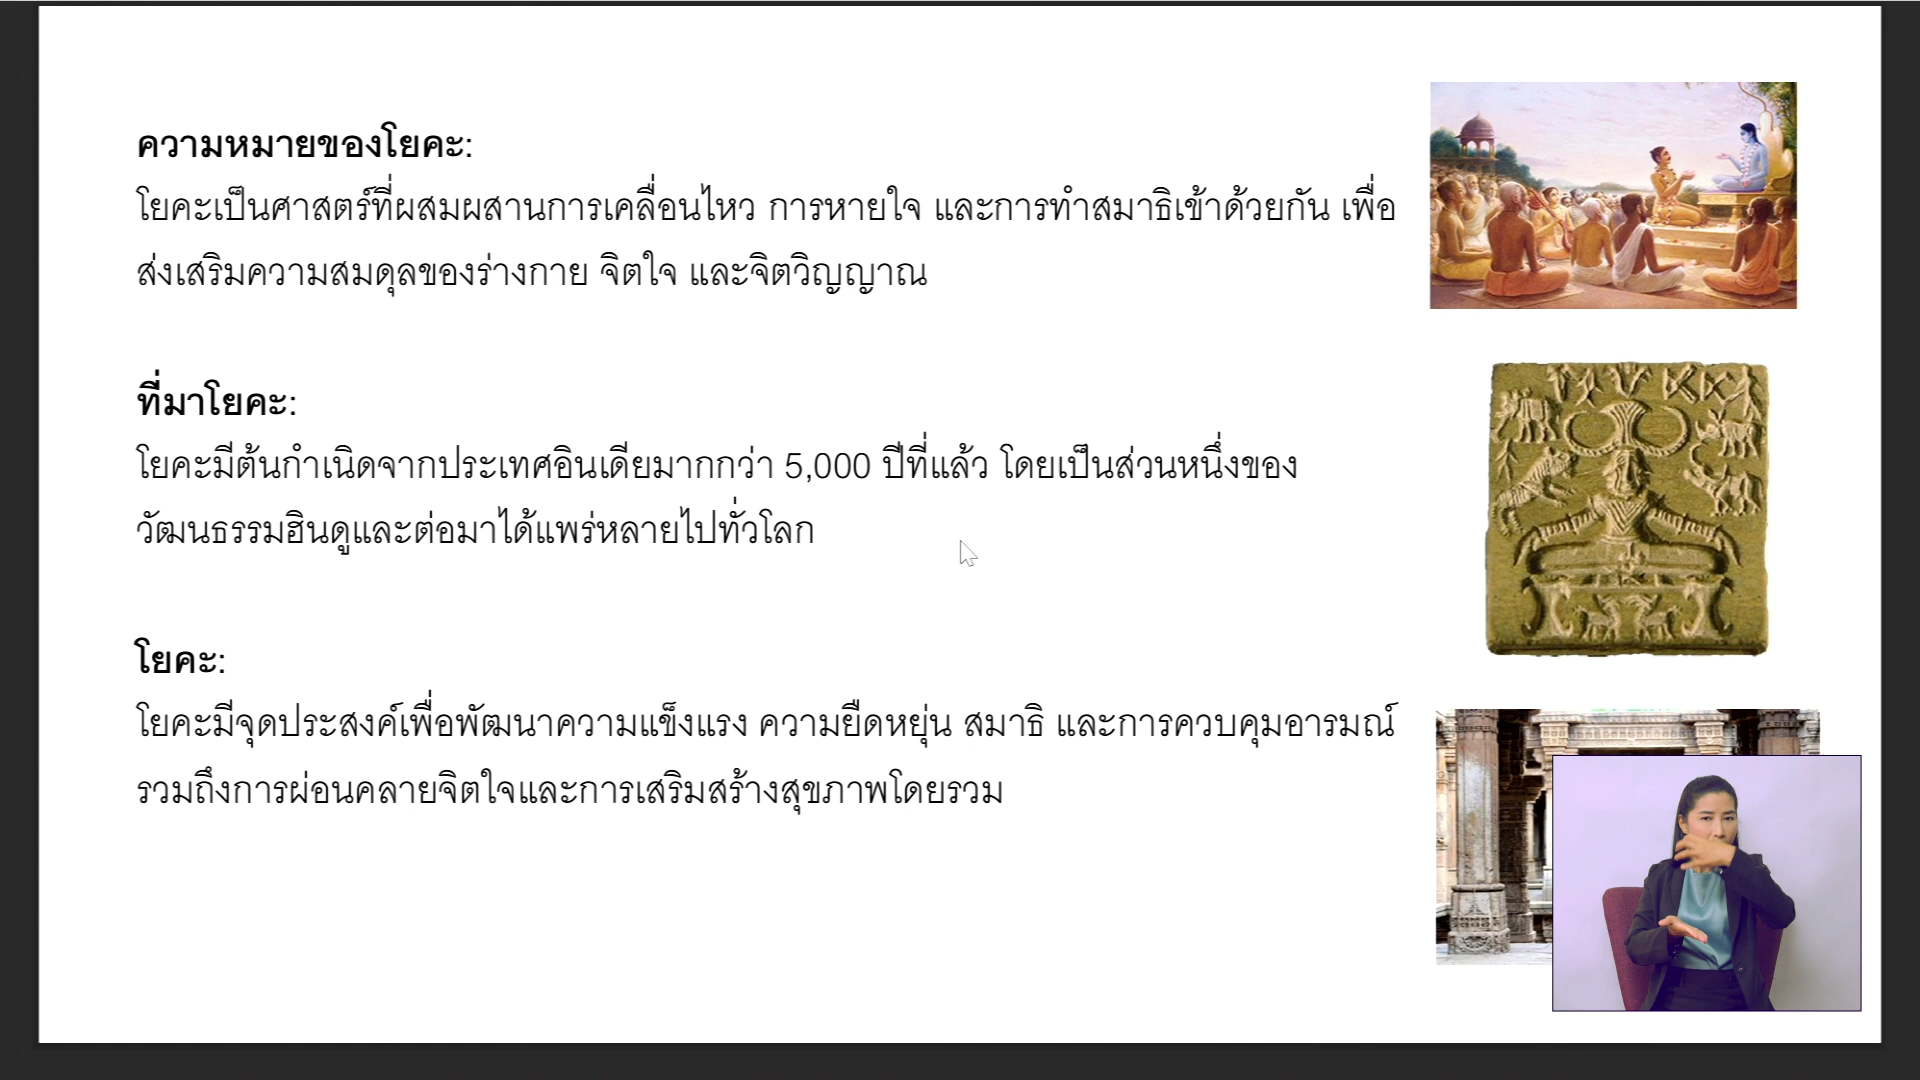 ความหมายของโยคะ:
โยคะเป็นศาสตร์ที่ผสมผสานการเคลื่อนไหว การหายใจ และการทำสมาธิเข้าด้วยกัน เพื่อ
ส่งเสริมความสมดุลของร่างกาย จิตใจ และจิตวิญญาณ
ที่มาโยคะ:
โยคะมีต้นกำเนิดจากประเทศอินเดียมากกว่า 5,000 ปีที่แล้ว โดยเป็นส่วนหนึ่งของ
วัฒนธรรมฮินดูและต่อมาได้แพร่หลายไปทั่วโลก
โยคะ:
โยคะมีจุดประสงค์เพื่อพัฒนาความแข็งแรง ความยืดหยุ่น สมาธิ และการควบคุมอารมณ์
รวมถึงการผ่อนคลายจิตใจและการเสริมสร้างสุขภาพโดยรวม